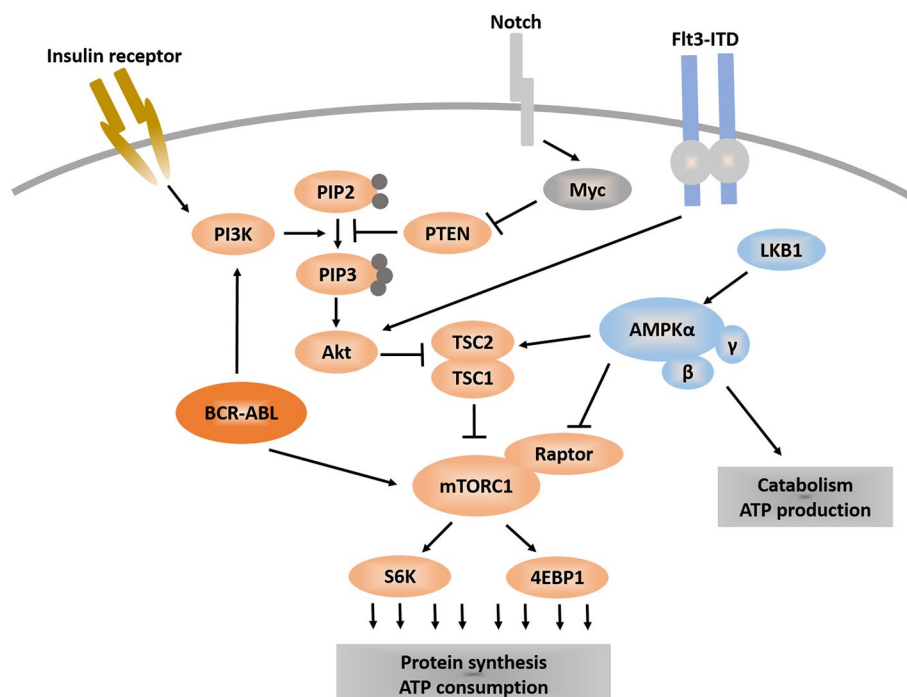 Notch
Flt3-ITD
Insulin receptor
PIP2
Myc
PI3K
PTEN
LKB1
PIP3
AMPKα
γ
β
Akt
TSC2
TSC1
BCR-ABL
Raptor
mTORC1
Catabolism
ATP production
S6K
4EBP1
Protein synthesis
ATP consumption